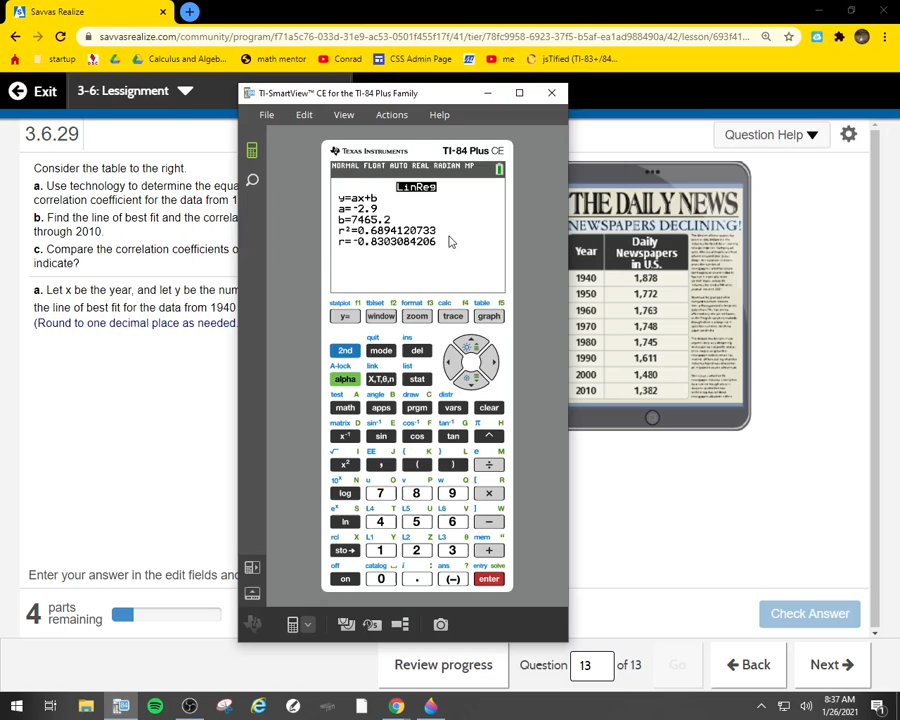 Savvas Realize
savvasrealize.com/community/program/f71a5c76-033d-31e9-ac53-0501f455f17f/41/tier/78fc9958-6923-37f5-b5af-ea1ad988490a/42/lesson/693f41...
startup
Calculus and Algeb...
math mentor
Conrad
CSS Admin Page
me
jsTIfied (TI-83+/84...
Exit
3-6: Lessignment
TI-SmartView™ CE for the TI-84 Plus Family
File Edit View Actions Help
3.6.29
Question Help
Consider the table to the right.
a. Use technology to determine the equa
correlation coefficient for the data from 1
b. Find the line of best fit and the correla
through 2010.
c. Compare the correlation coefficients o
indicate?
a. Let x be the year, and let y be the num
the line of best fit for the data from 1940
(Round to one decimal place as needed.
TEXAS INSTRUMENTS TI-84 Plus CE
NORMAL FLOAT AUTO REAL RADIAN MP
LinReg
y=ax+b
a=-2.9
b=7465.2
r²=0.6894120733
r=-0.8303084206
statplot f1 tblset f2 format f3 calc f4 table f5
y= window zoom trace graph
quit ins
2nd mode del
A-lock link list
alpha X,T,θ,n stat
test A angle B draw C distr
math apps prgm vars clear
matrix D sin⁻¹ E cos⁻¹ F tan⁻¹ G π H
x⁻¹ sin cos tan ^
√ I EE J { K } L e M
x² , ( ) ÷
10ˣ N u O v P w Q [ R
log 7 8 9 ×
eˣ S L4 T L5 U L6 V ] W
ln 4 5 6 −
rcl X L1 Y L2 Z L3 θ mem "
sto→ 1 2 3 +
off catalog i : ans ? entry solve
on 0 . (−) enter
THE DAILY NEWS
NEWSPAPERS DECLINING!
Year Daily Newspapers in U.S.
1940 1,878
1950 1,772
1960 1,763
1970 1,748
1980 1,745
1990 1,611
2000 1,480
2010 1,382
Enter your answer in the edit fields and
4 parts remaining
Check Answer
Review progress
Question 13 of 13
Go
Back
Next
8:37 AM
1/26/2021
1